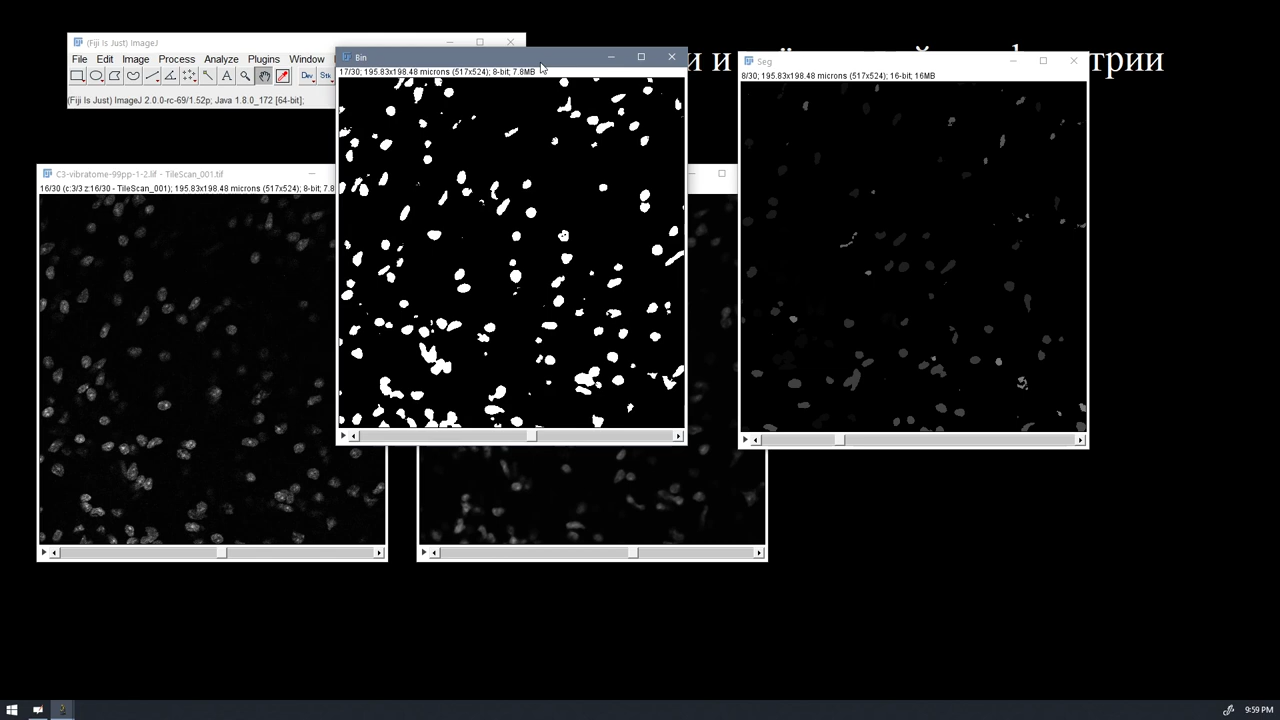 (Fiji Is Just) ImageJ
File Edit Image Process Analyze Plugins Window
Dev Stk
(Fiji Is Just) ImageJ 2.0.0-rc-69/1.52p; Java 1.8.0_172 [64-bit];
Bin
17/30; 195.83x198.48 microns (517x524); 8-bit; 7.8MB
Seg
8/30; 195.83x198.48 microns (517x524); 16-bit; 16MB
C3-vibratome-99pp-1-2.lif - TileScan_001.tif
16/30 (c:3/3 z:16/30 - TileScan_001); 195.83x198.48 microns (517x524); 8-bit; 7.8
9:59 PM